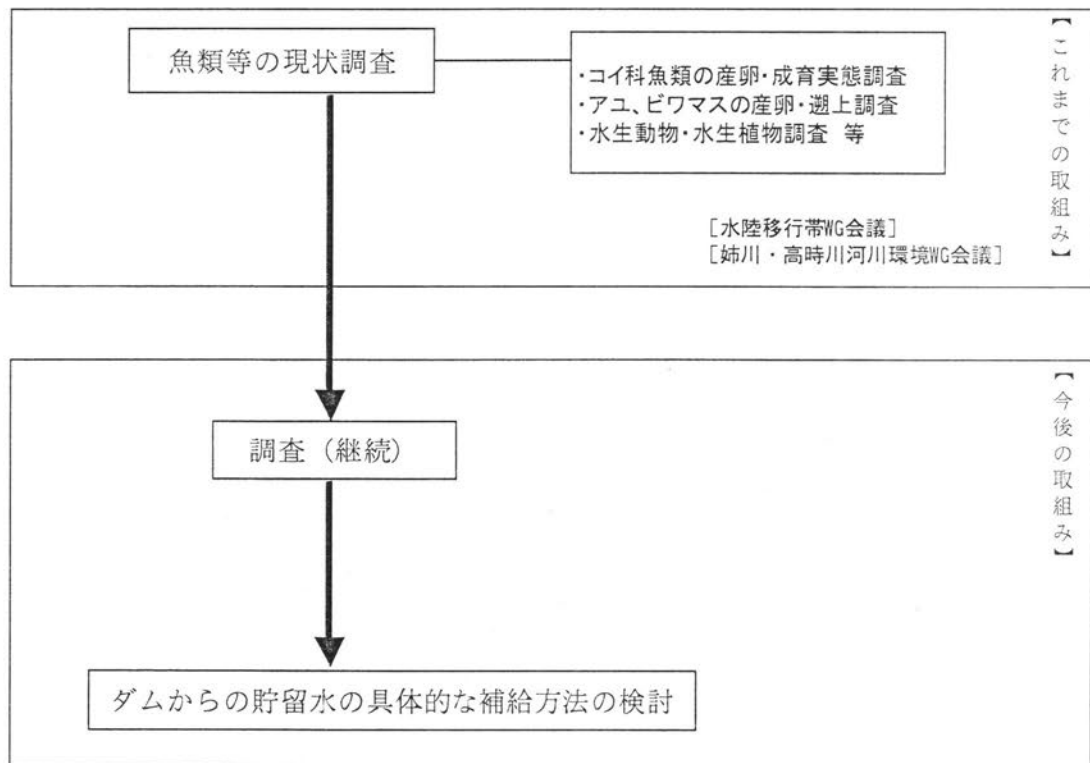 【これまでの取組み】
魚類等の現状調査
・コイ科魚類の産卵・成育実態調査
・アユ、ビワマスの産卵・遡上調査
・水生動物・水生植物調査 等
[水陸移行帯WG会議]
[姉川・高時川河川環境WG会議]
【今後の取組み】
調査（継続）
ダムからの貯留水の具体的な補給方法の検討